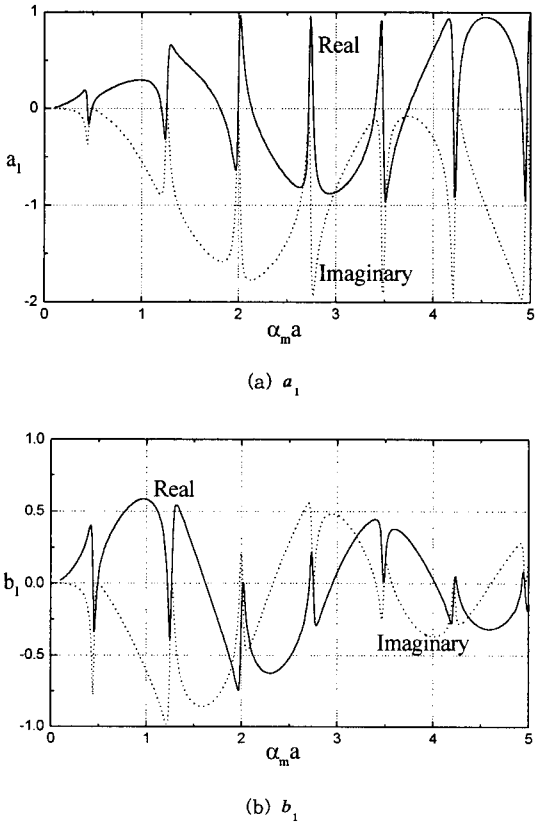 1
0
-1
-2
a₁
Real
Imaginary
0 1 2 3 4 5
αₘa
(a) a₁
1.0
0.5
0.0
-0.5
-1.0
b₁
Real
Imaginary
0 1 2 3 4 5
αₘa
(b) b₁